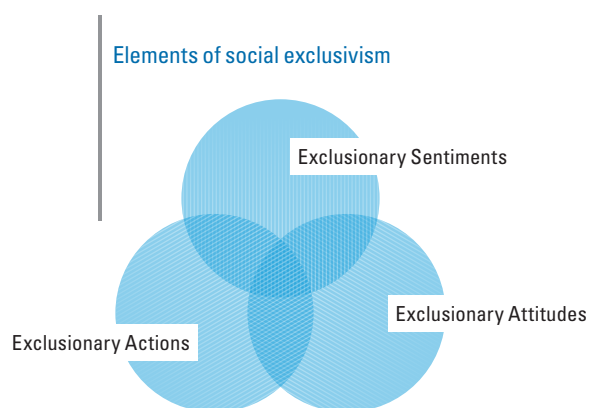 Elements of social exclusivism
Exclusionary Sentiments
Exclusionary Attitudes
Exclusionary Actions